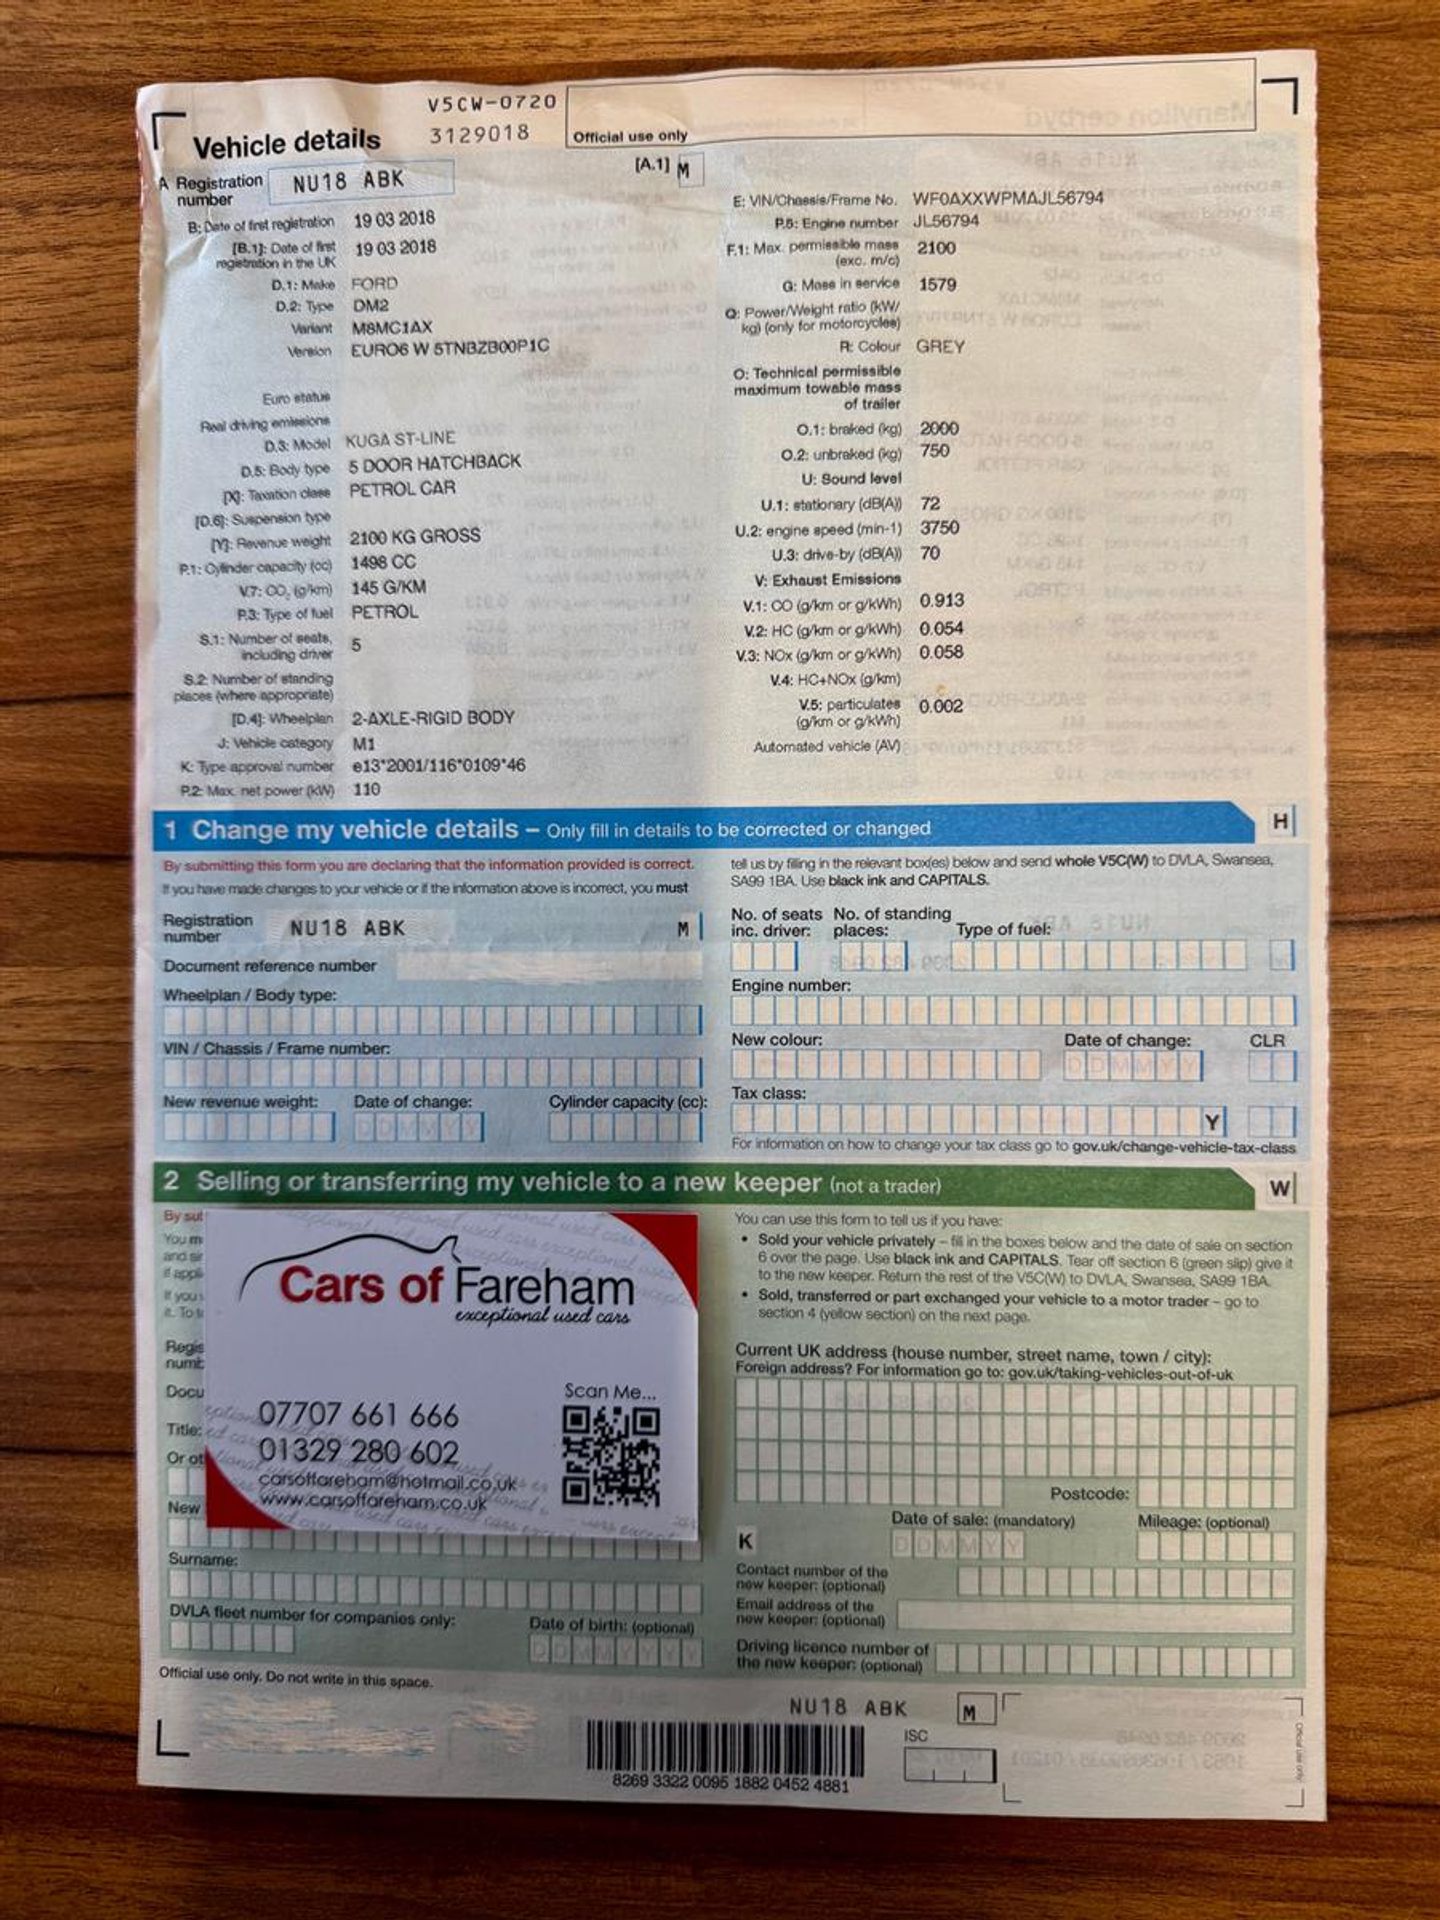 V5CW-0720
3129018
Vehicle details
Official use only
[A.1] M
A Registration number NU18 ABK
B: Date of first registration 19 03 2018
[B.1]: Date of first registration in the UK 19 03 2018
D.1: Make FORD
D.2: Type DM2
Variant M8MC1AX
Version EURO6 W 5TNBZB00P1C
Euro status
Real driving emissions
D.3: Model KUGA ST-LINE
D.5: Body type 5 DOOR HATCHBACK
[X]: Taxation class PETROL CAR
[D.6]: Suspension type
[Y]: Revenue weight 2100 KG GROSS
P.1: Cylinder capacity (cc) 1498 CC
V.7: CO₂ (g/km) 145 G/KM
P.3: Type of fuel PETROL
S.1: Number of seats, including driver 5
S.2: Number of standing places (where appropriate)
[D.4]: Wheelplan 2-AXLE-RIGID BODY
J: Vehicle category M1
K: Type approval number e13*2001/116*0109*46
P.2: Max. net power (kW) 110
E: VIN/Chassis/Frame No. WF0AXXWPMAJL56794
P.5: Engine number JL56794
F.1: Max. permissible mass (exc. m/c) 2100
G: Mass in service 1579
Q: Power/Weight ratio (kW/kg) (only for motorcycles)
R: Colour GREY
O: Technical permissible
maximum towable mass
of trailer
O.1: braked (kg) 2000
O.2: unbraked (kg) 750
U: Sound level
U.1: stationary (dB(A)) 72
U.2: engine speed (min-1) 3750
U.3: drive-by (dB(A)) 70
V: Exhaust Emissions
V.1: CO (g/km or g/kWh) 0.913
V.2: HC (g/km or g/kWh) 0.054
V.3: NOx (g/km or g/kWh) 0.058
V.4: HC+NOx (g/km)
V.5: particulates (g/km or g/kWh) 0.002
Automated vehicle (AV)
1 Change my vehicle details – Only fill in details to be corrected or changed H
By submitting this form you are declaring that the information provided is correct.
If you have made changes to your vehicle or if the information above is incorrect, you must
tell us by filling in the relevant box(es) below and send whole V5C(W) to DVLA, Swansea,
SA99 1BA. Use black ink and CAPITALS.
Registration number NU18 ABK M
Document reference number
Wheelplan / Body type:
VIN / Chassis / Frame number:
New revenue weight: Date of change: Cylinder capacity (cc):
DDMMYY
No. of seats inc. driver: No. of standing places: Type of fuel:
Engine number:
New colour: Date of change: CLR
DDMMYY
Tax class:
Y
For information on how to change your tax class go to gov.uk/change-vehicle-tax-class
2 Selling or transferring my vehicle to a new keeper (not a trader) W
By sub
You m
and si
if appli
If you
it. To
Regis
numb
Docu
Title:
Or ot
New
Cars of Fareham
exceptional used cars
Scan Me...
07707 661 666
01329 280 602
carsoffareham@hotmail.co.uk
www.carsoffareham.co.uk
Surname:
DVLA fleet number for companies only: Date of birth: (optional)
DDMMYYYY
Official use only. Do not write in this space.
You can use this form to tell us if you have:
• Sold your vehicle privately – fill in the boxes below and the date of sale on section
6 over the page. Use black ink and CAPITALS. Tear off section 6 (green slip) give it
to the new keeper. Return the rest of the V5C(W) to DVLA, Swansea, SA99 1BA.
• Sold, transferred or part exchanged your vehicle to a motor trader – go to
section 4 (yellow section) on the next page.
Current UK address (house number, street name, town / city):
Foreign address? For information go to: gov.uk/taking-vehicles-out-of-uk
Postcode:
Date of sale: (mandatory) Mileage: (optional)
K DDMMYY
Contact number of the
new keeper: (optional)
Email address of the
new keeper: (optional)
Driving licence number of
the new keeper: (optional)
NU18 ABK M
ISC
8269 3322 0095 1882 0452 4881
Official use only